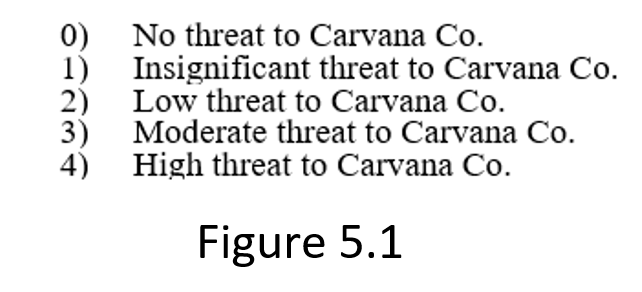 0) No threat to Carvana Co.
1) Insignificant threat to Carvana Co.
2) Low threat to Carvana Co.
3) Moderate threat to Carvana Co.
4) High threat to Carvana Co.
Figure 5.1